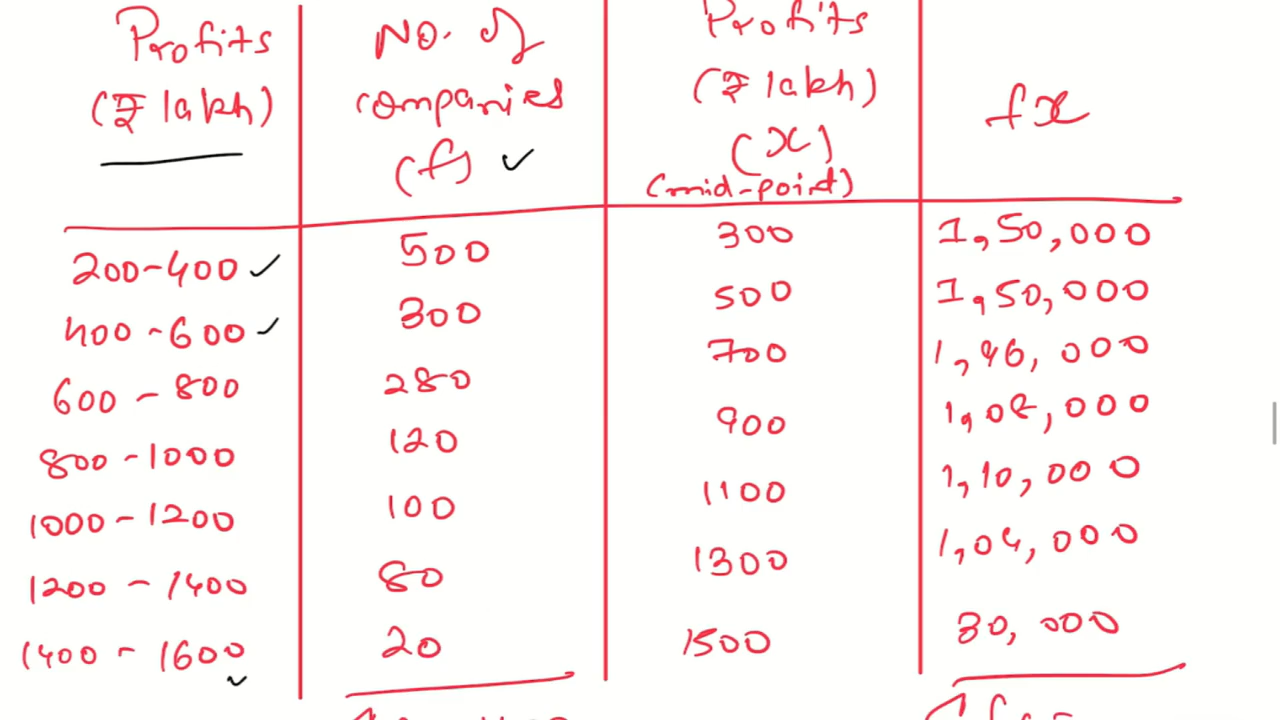 Profits No. of Profits
(₹ lakh) companies (₹ lakh) fx
(f) (x)
(mid-point)
200-400 500 300 1,50,000
400-600 300 500 1,50,000
600-800 280 700 1,96,000
800-1000 120 900 1,08,000
1000-1200 100 1100 1,10,000
1200-1400 80 1300 1,04,000
1400-1600 20 1500 30,000